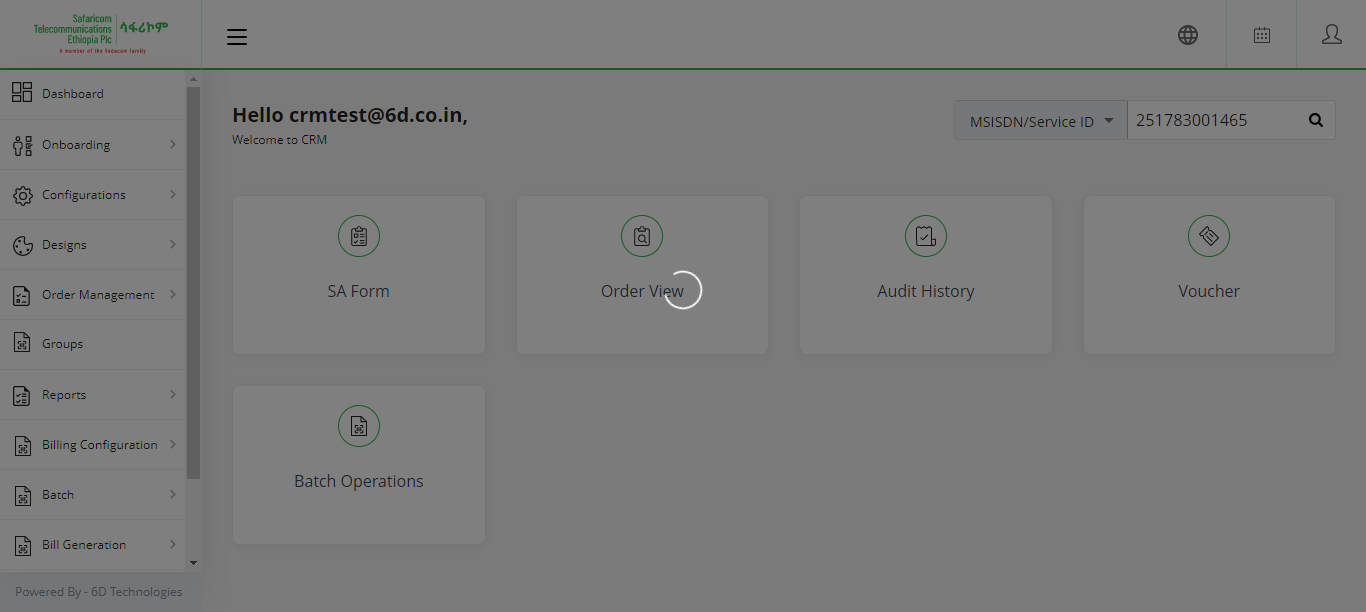 Safaricom
Telecommunications
Ethiopia Plc
ሳፋሪኮም
A member of the Vodacom family
Hello crmtest@6d.co.in,
Welcome to CRM
MSISDN/Service ID
251783001465
Dashboard
Onboarding
Configurations
Designs
Order Management
Groups
Reports
Billing Configuration
Batch
Bill Generation
Powered By - 6D Technologies
SA Form
Order View
Audit History
Voucher
Batch Operations